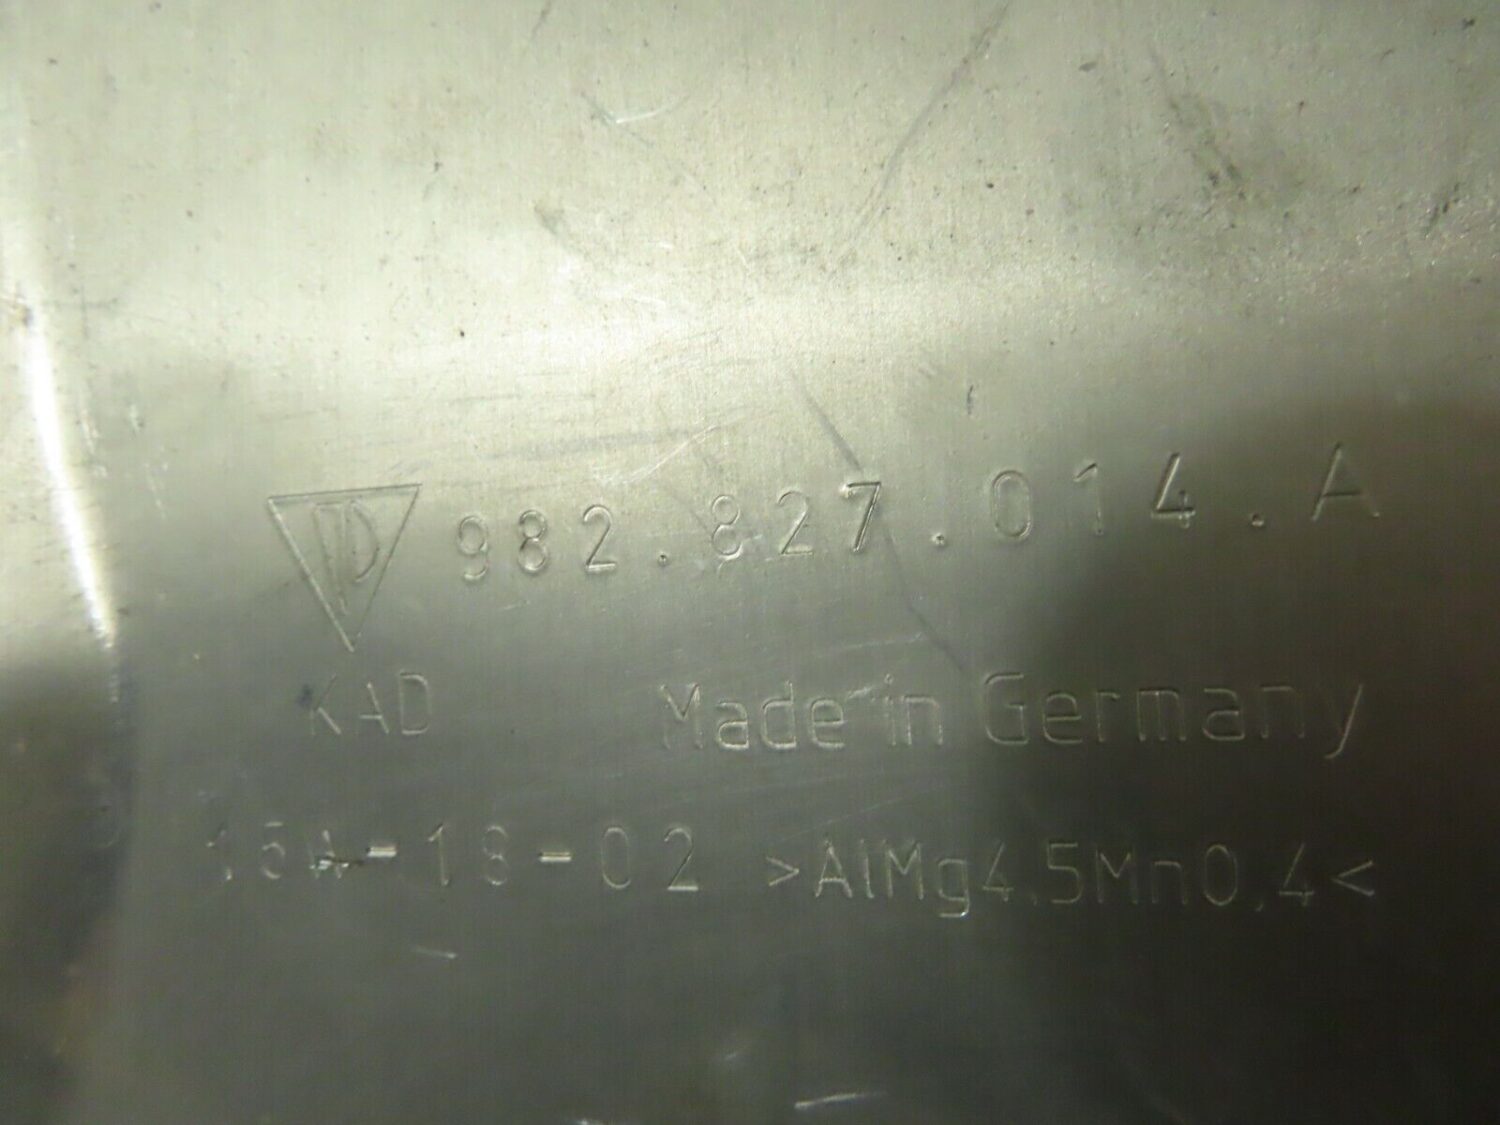 982.827.014.A
KAD Made in Germany
-18-02 >AlMg4.5Mn0,4<